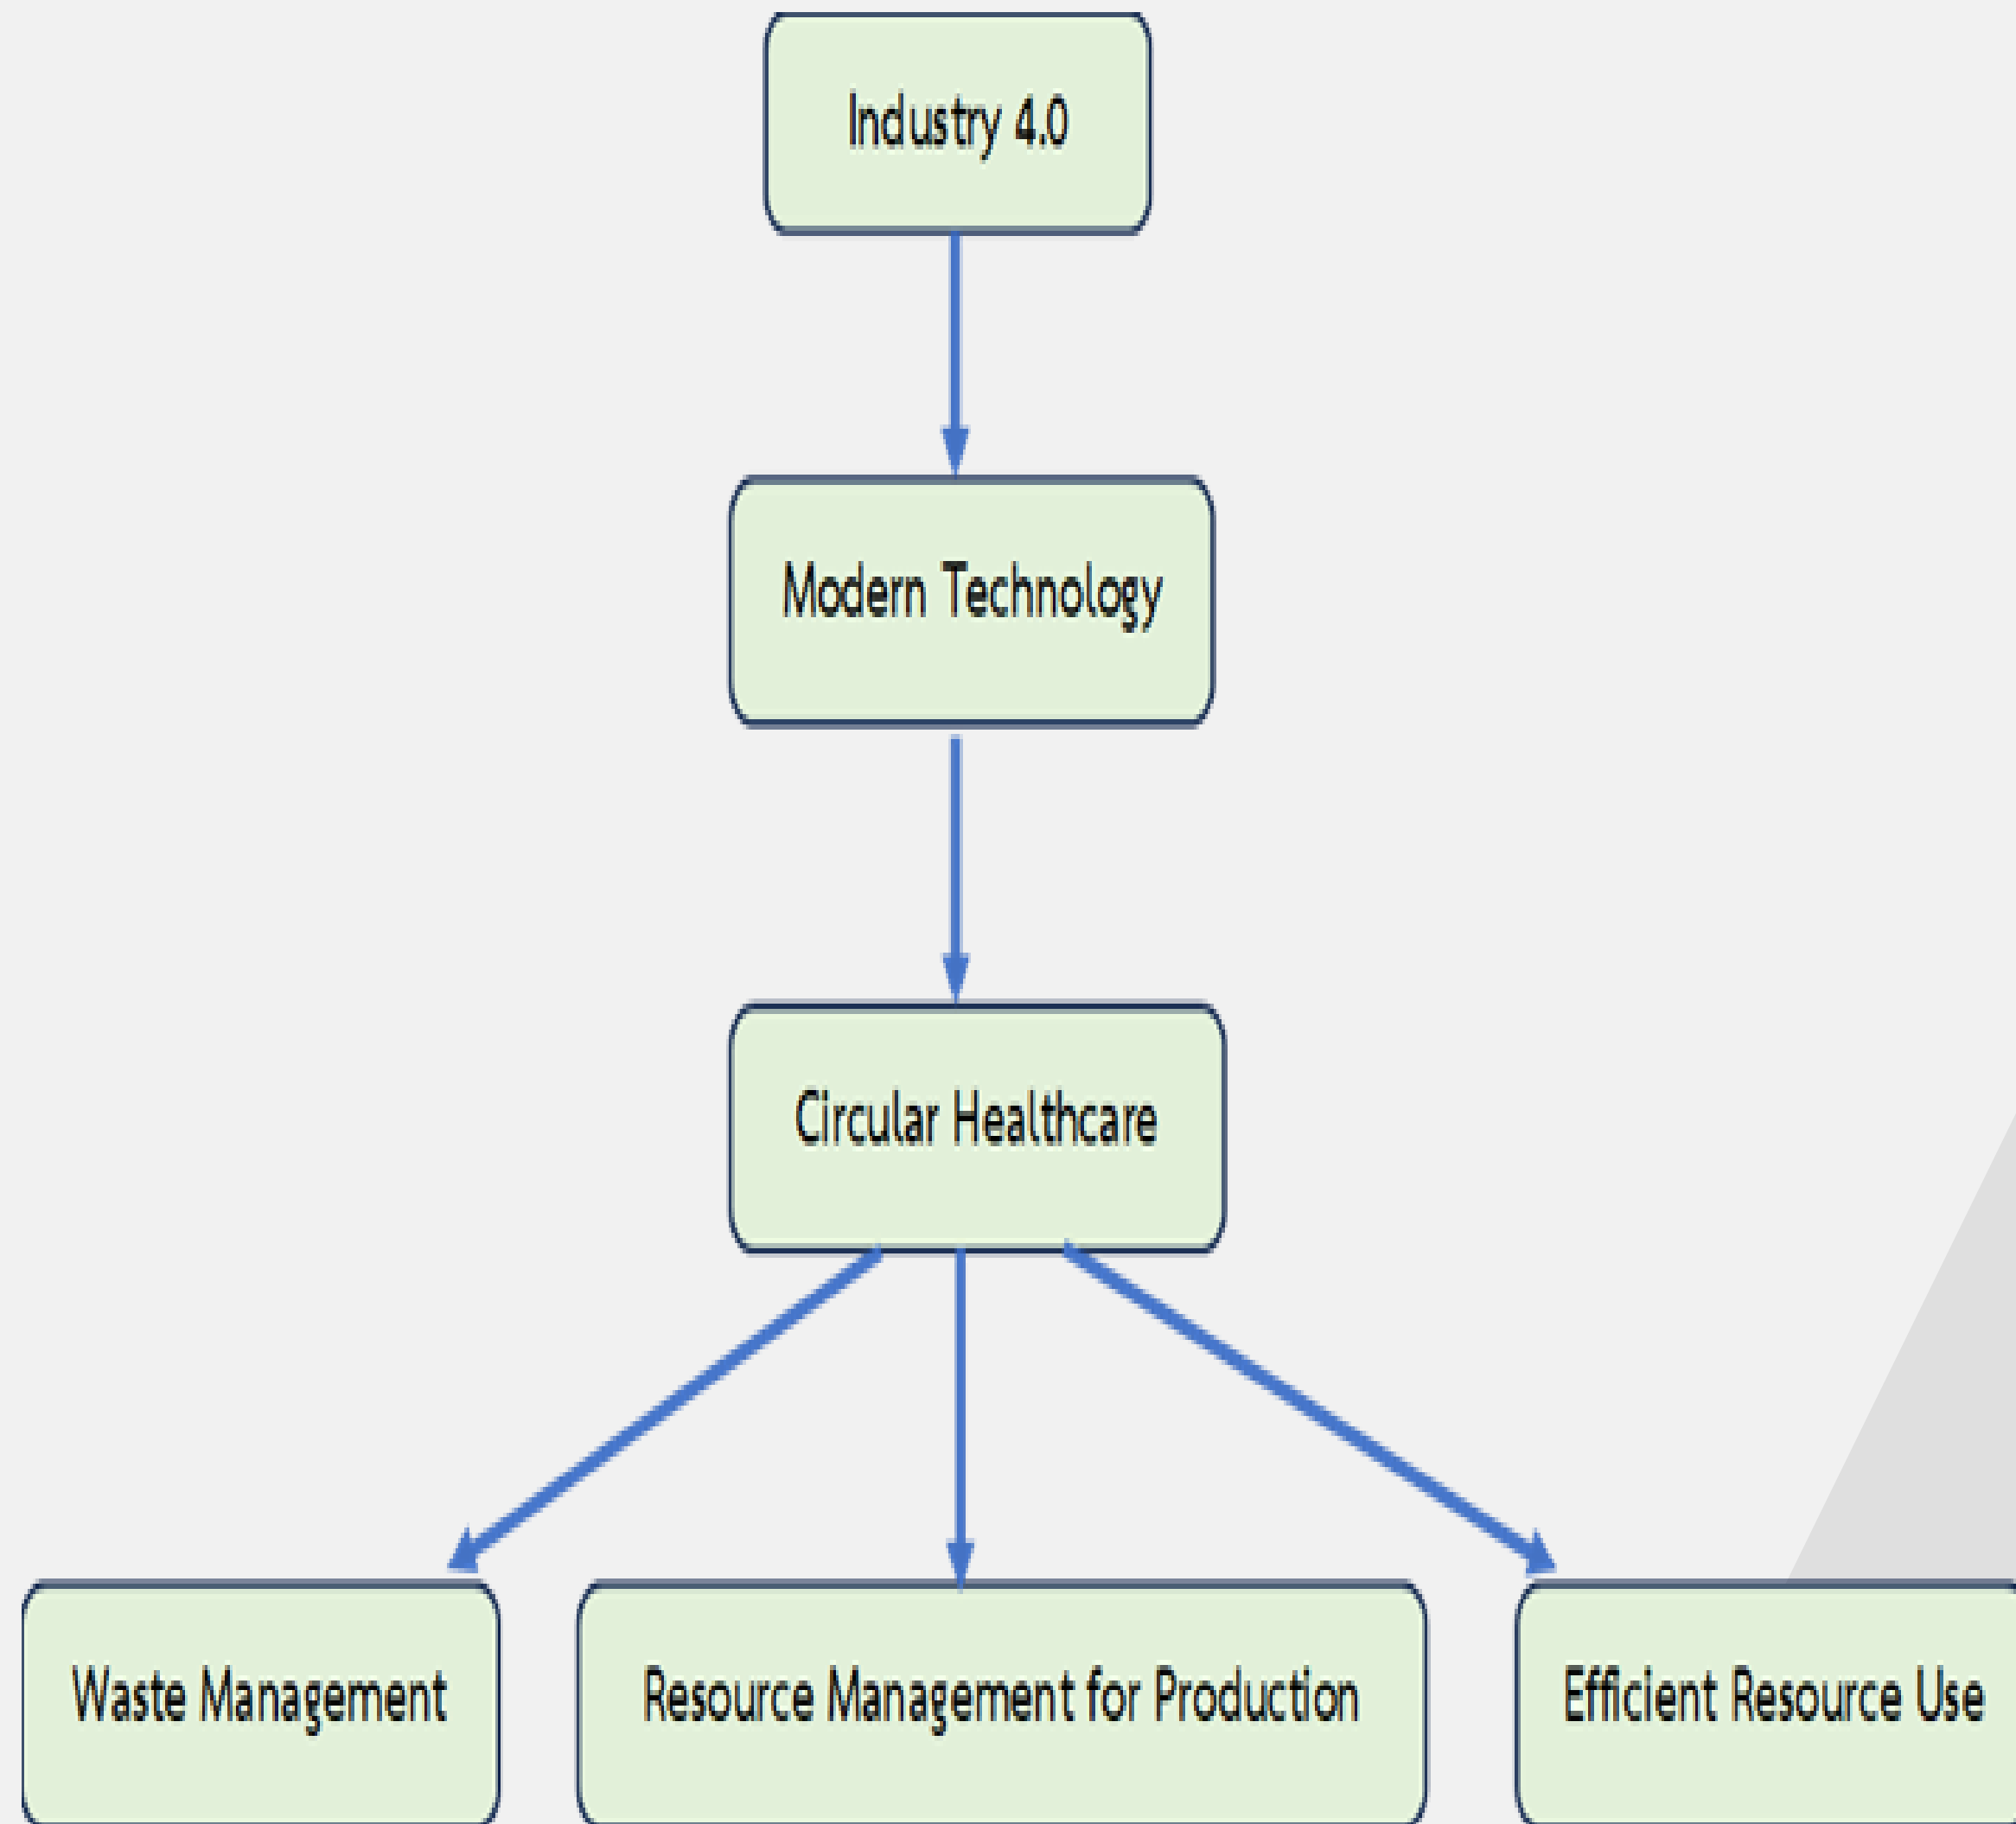 Industry 4.0
Modern Technology
Circular Healthcare
Waste Management
Resource Management for Production
Efficient Resource Use